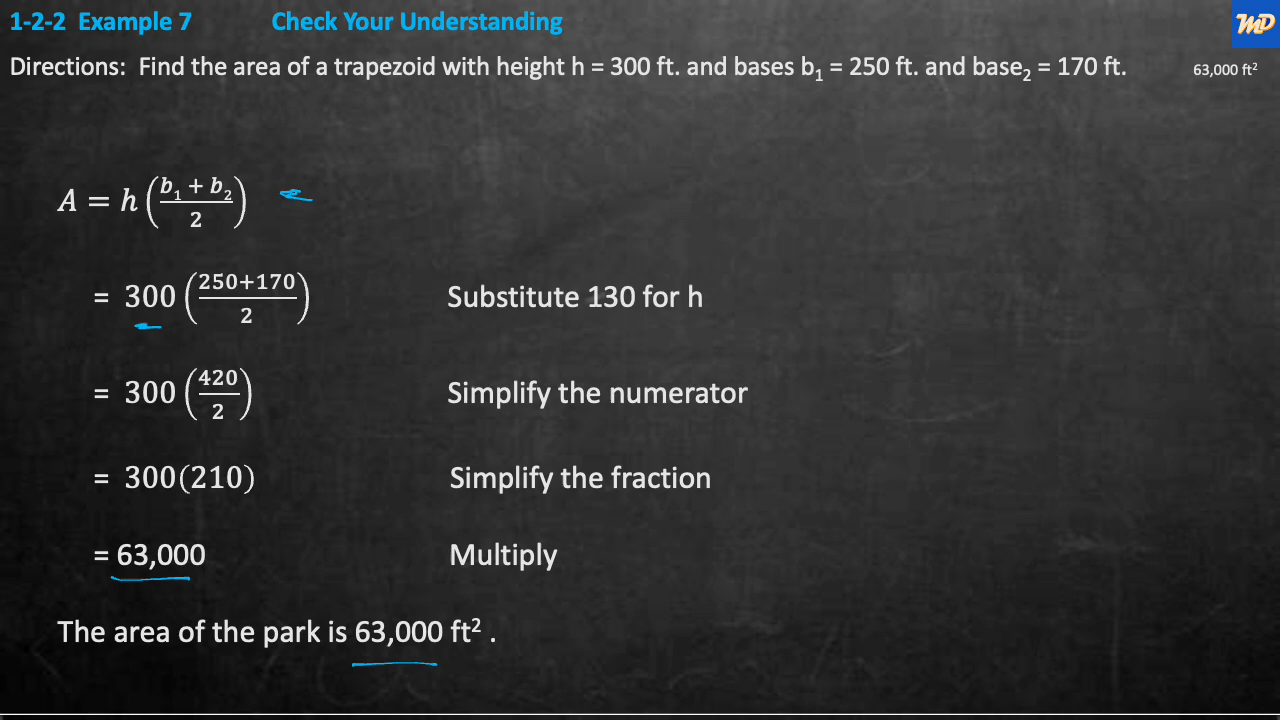 1-2-2 Example 7 Check Your Understanding
MD
Directions: Find the area of a trapezoid with height h = 300 ft. and bases b₁ = 250 ft. and base₂ = 170 ft. 63,000 ft²
A = h ((b₁ + b₂)/2)
= 300 ((250+170)/2) Substitute 130 for h
= 300 (420/2) Simplify the numerator
= 300(210) Simplify the fraction
= 63,000 Multiply
The area of the park is 63,000 ft² .